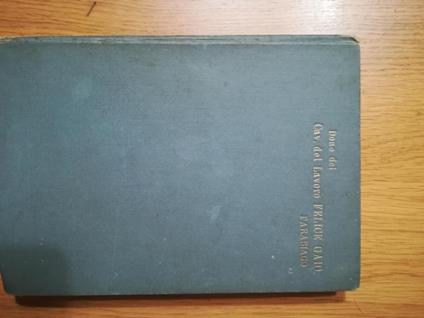 Dono del
Cav. del Lavoro FELICE GAJO
PARABIAGO